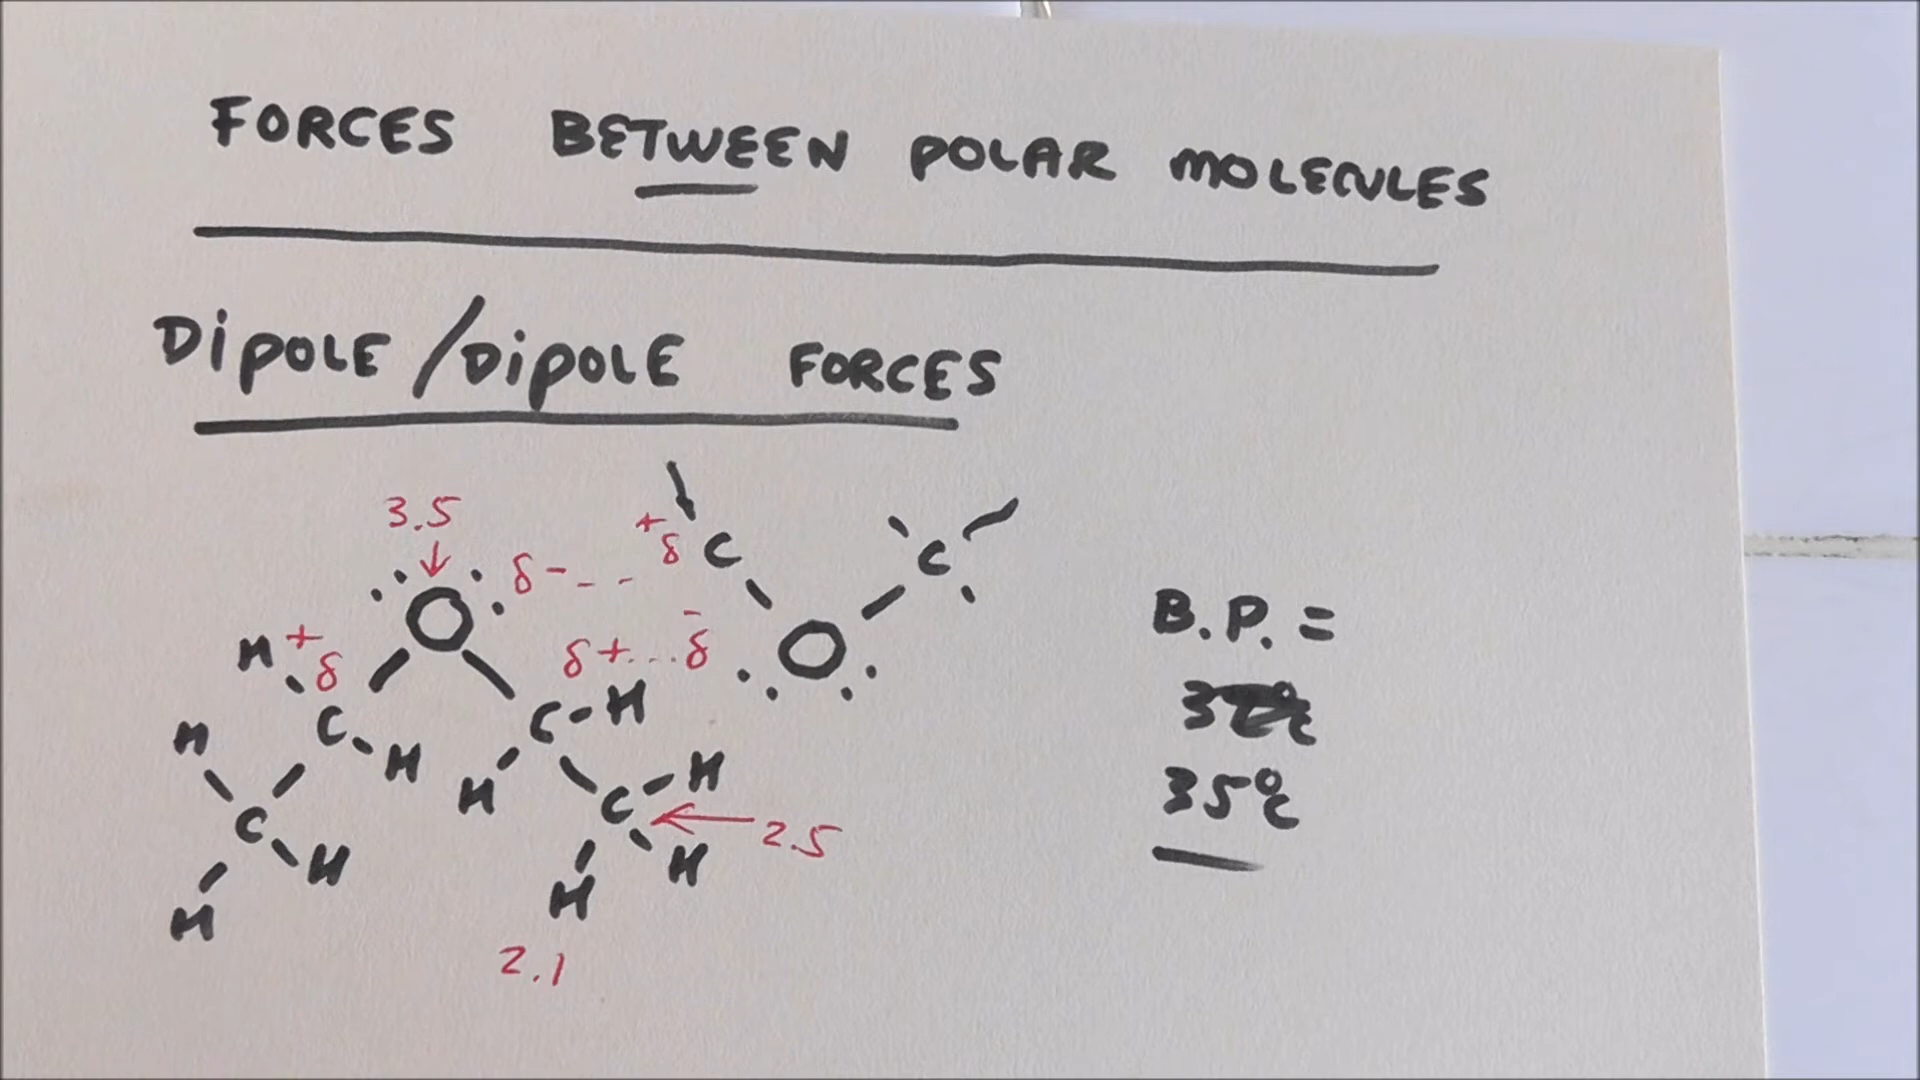 FORCES BETWEEN POLAR MOLECULES
DiPOLE/DiPOLE FORCES
3.5
+
δ C
C
O
δ-
H
+
δ
δ+...
-
δ
O
B.P. =
C
H
C
H
H
C
H
H
C
H
2.5
35°C
C
H
H
H
H
2.1